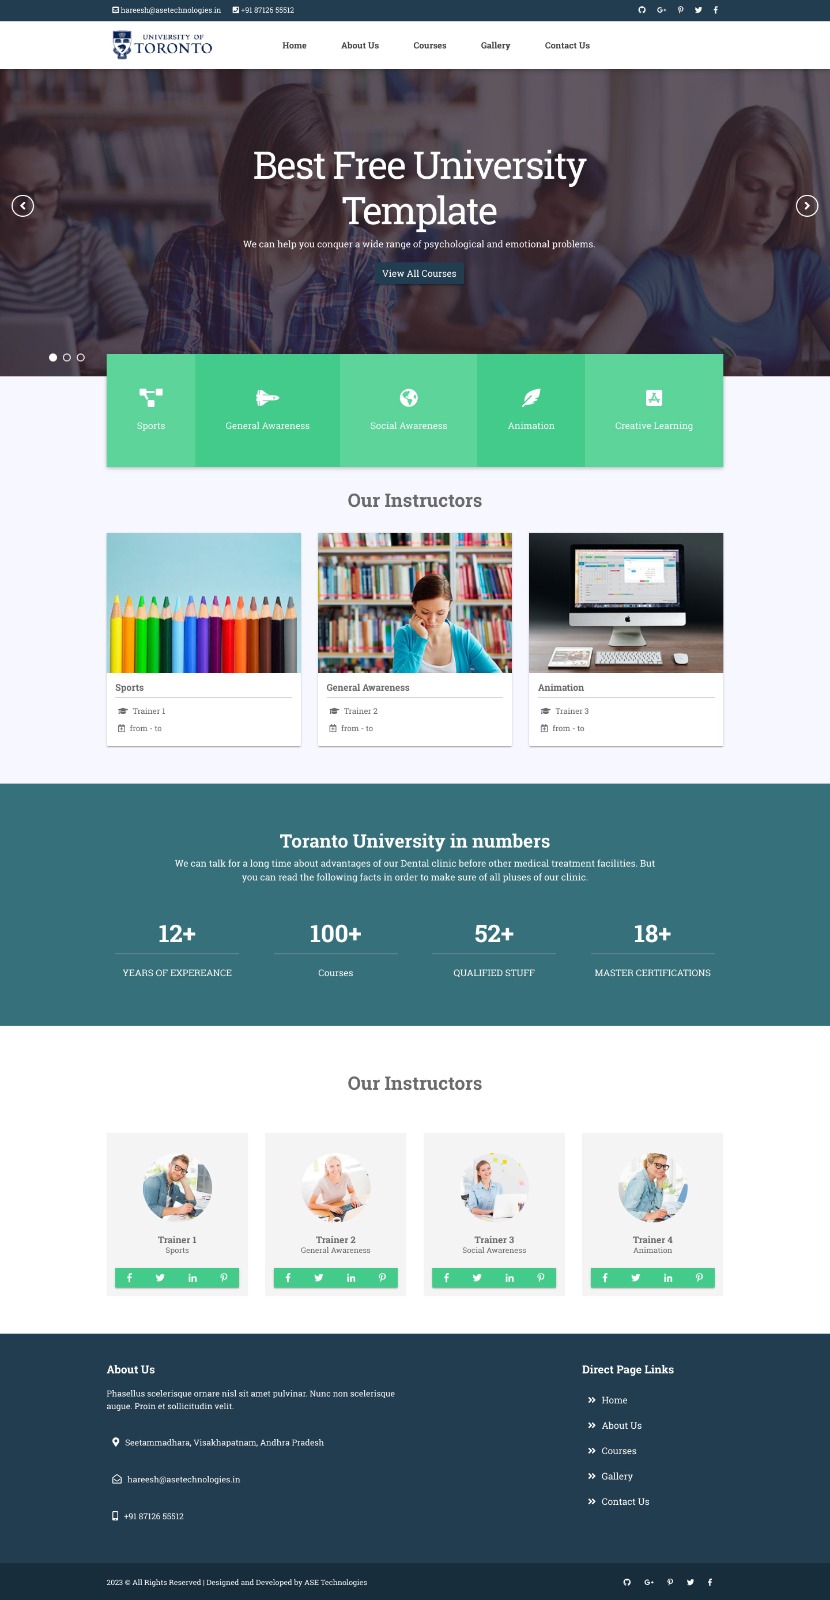 hareesh@asetechnologies.in +91 87126 55512
UNIVERSITY OF
TORONTO
Home About Us Courses Gallery Contact Us
Best Free University
Template
We can help you conquer a wide range of psychological and emotional problems.
View All Courses
Sports General Awareness Social Awareness Animation Creative Learning
Our Instructors
Sports
Trainer 1
from - to
General Awareness
Trainer 2
from - to
Animation
Trainer 3
from - to
Toranto University in numbers
We can talk for a long time about advantages of our Dental clinic before other medical treatment facilities. But
you can read the following facts in order to make sure of all pluses of our clinic.
12+ 100+ 52+ 18+
YEARS OF EXPEREANCE Courses QUALIFIED STUFF MASTER CERTIFICATIONS
Our Instructors
Trainer 1
Sports
Trainer 2
General Awareness
Trainer 3
Social Awareness
Trainer 4
Animation
About Us
Phasellus scelerisque ornare nisl sit amet pulvinar. Nunc non scelerisque
augue. Proin et sollicitudin velit.
Seetammadhara, Visakhapatnam, Andhra Pradesh
hareesh@asetechnologies.in
+91 87126 55512
Direct Page Links
Home
About Us
Courses
Gallery
Contact Us
2023 © All Rights Reserved | Designed and Developed by ASE Technologies